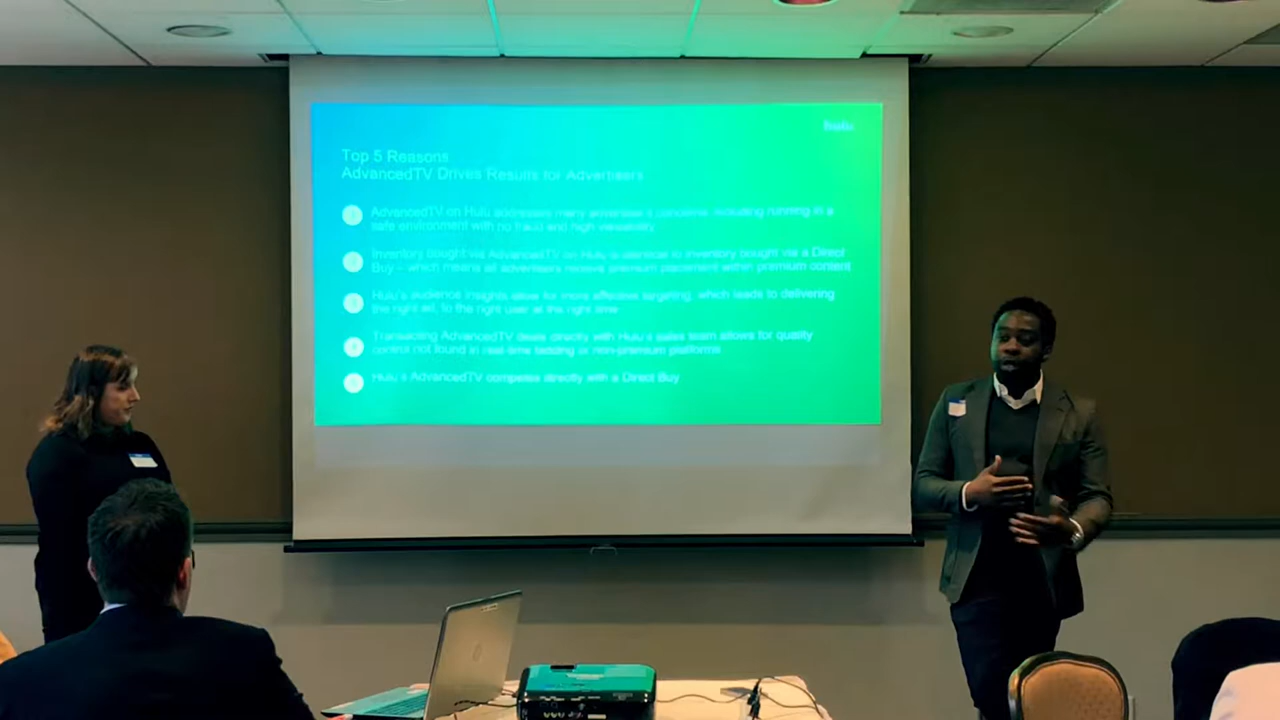 hulu
Top 5 Reasons
AdvancedTV Drives Results for Advertisers
AdvancedTV on Hulu addresses many advertiser's concerns, including running in a
safe environment with no fraud and high viewability
Inventory bought via AdvancedTV on Hulu is identical to inventory bought via a Direct
Buy – which means all advertisers receive premium placement within premium content
Hulu's audience insights allow for more effective targeting, which leads to delivering
the right ad, to the right user at the right time
Transacting AdvancedTV deals directly with Hulu's sales team allows for quality
control not found in real-time bidding or non-premium platforms
Hulu's AdvancedTV competes directly with a Direct Buy